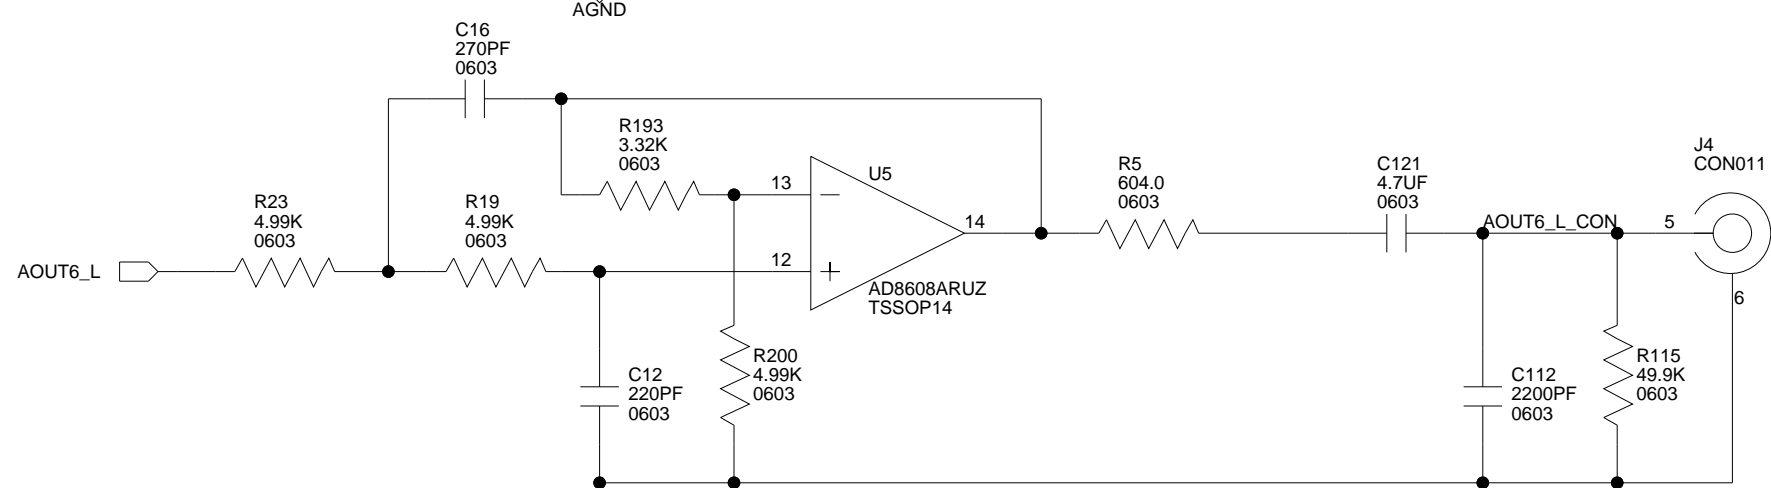 AGND
C16
270PF
0603
R193
3.32K
0603
U5
13
12
14
AD8608ARUZ
TSSOP14
R23
4.99K
0603
R19
4.99K
0603
AOUT6_L
R5
604.0
0603
C121
4.7UF
0603
AOUT6_L_CON
J4
CON011
5
6
C12
220PF
0603
R200
4.99K
0603
C112
2200PF
0603
R115
49.9K
0603